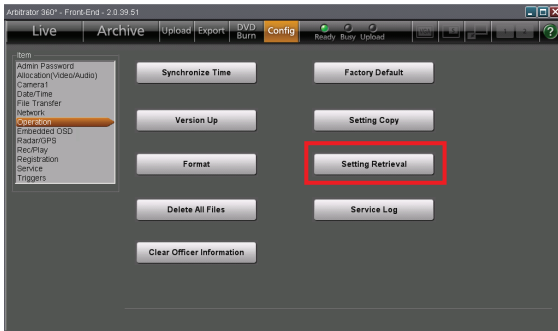 Arbitrator 360° - Front-End - 2.0.39.51
Live Archive Upload Export DVD Burn Config Ready Busy Upload
Item
Admin Password
Allocation(Video/Audio)
Camera1
Date/Time
File Transfer
Network
Operation
Embedded OSD
Radar/GPS
Rec/Play
Registration
Service
Triggers
Synchronize Time
Factory Default
Version Up
Setting Copy
Format
Setting Retrieval
Delete All Files
Service Log
Clear Officer Information